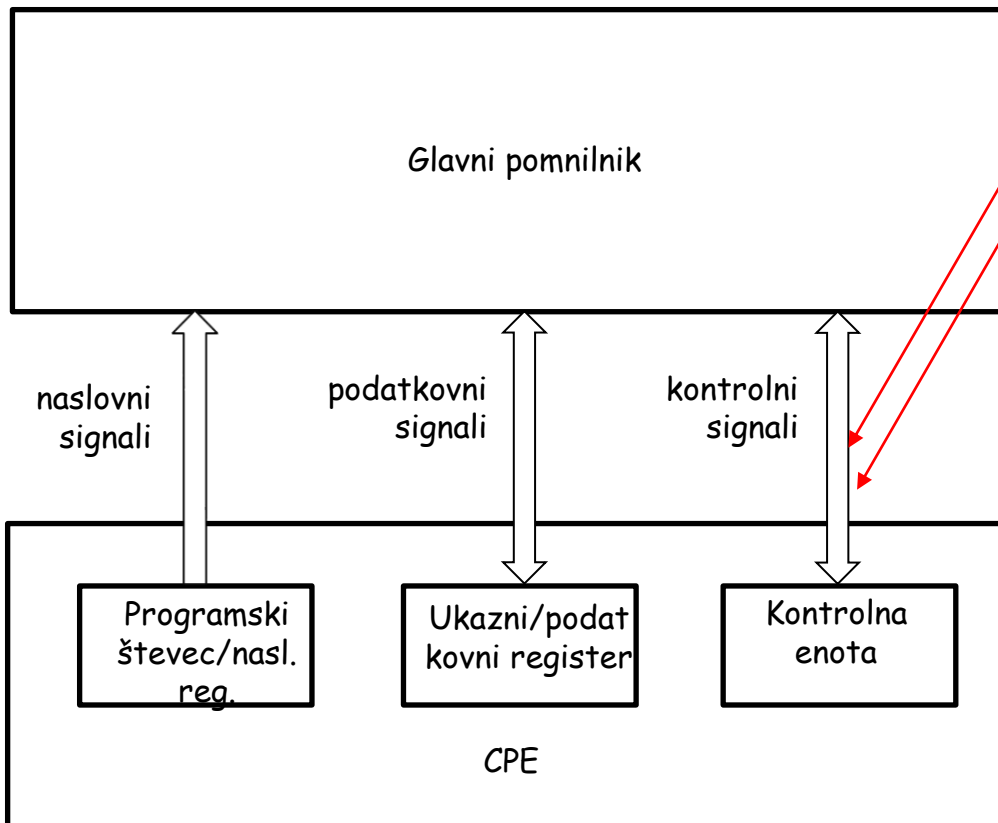 Glavni pomnilnik
naslovni
signali
podatkovni
signali
kontrolni
signali
Programski
števec/nasl.
reg.
Ukazni/podat
kovni register
Kontrolna
enota
CPE